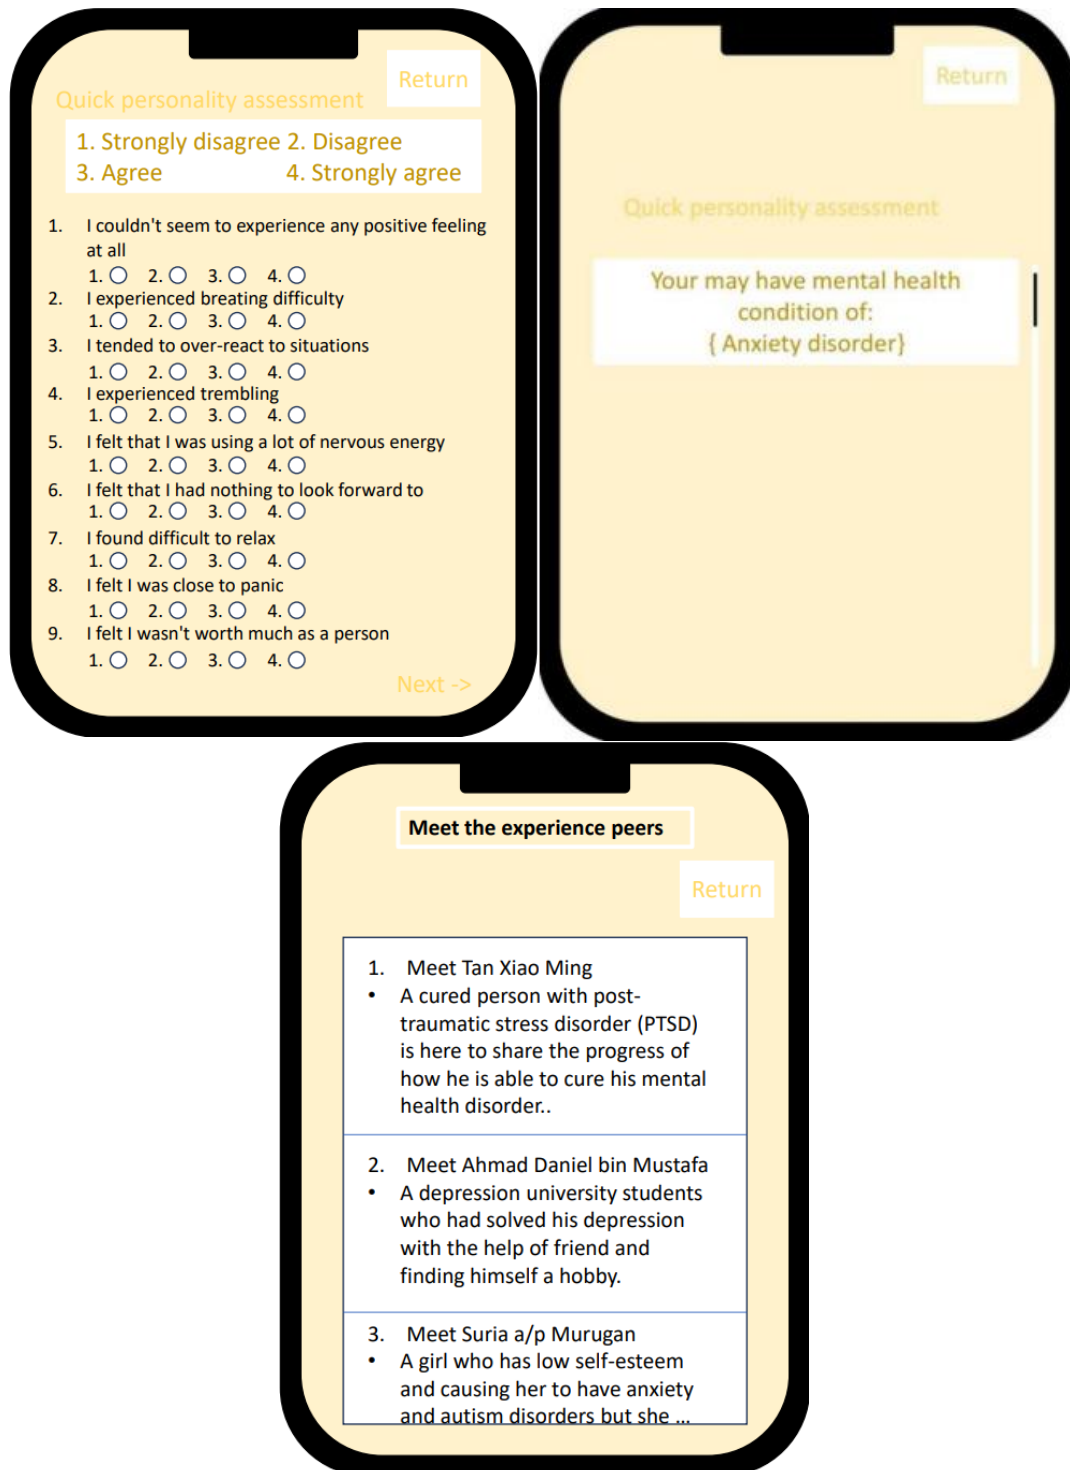 Return
Quick personality assessment
1. Strongly disagree 2. Disagree
3. Agree 4. Strongly agree
1. I couldn't seem to experience any positive feeling
at all
1. 2. 3. 4.
2. I experienced breating difficulty
1. 2. 3. 4.
3. I tended to over-react to situations
1. 2. 3. 4.
4. I experienced trembling
1. 2. 3. 4.
5. I felt that I was using a lot of nervous energy
1. 2. 3. 4.
6. I felt that I had nothing to look forward to
1. 2. 3. 4.
7. I found difficult to relax
1. 2. 3. 4.
8. I felt I was close to panic
1. 2. 3. 4.
9. I felt I wasn't worth much as a person
1. 2. 3. 4.
Next ->
Return
Quick personality assessment
Your may have mental health
condition of:
{ Anxiety disorder}
Meet the experience peers
Return
1. Meet Tan Xiao Ming
• A cured person with post-
traumatic stress disorder (PTSD)
is here to share the progress of
how he is able to cure his mental
health disorder..
2. Meet Ahmad Daniel bin Mustafa
• A depression university students
who had solved his depression
with the help of friend and
finding himself a hobby.
3. Meet Suria a/p Murugan
• A girl who has low self-esteem
and causing her to have anxiety
and autism disorders but she ...